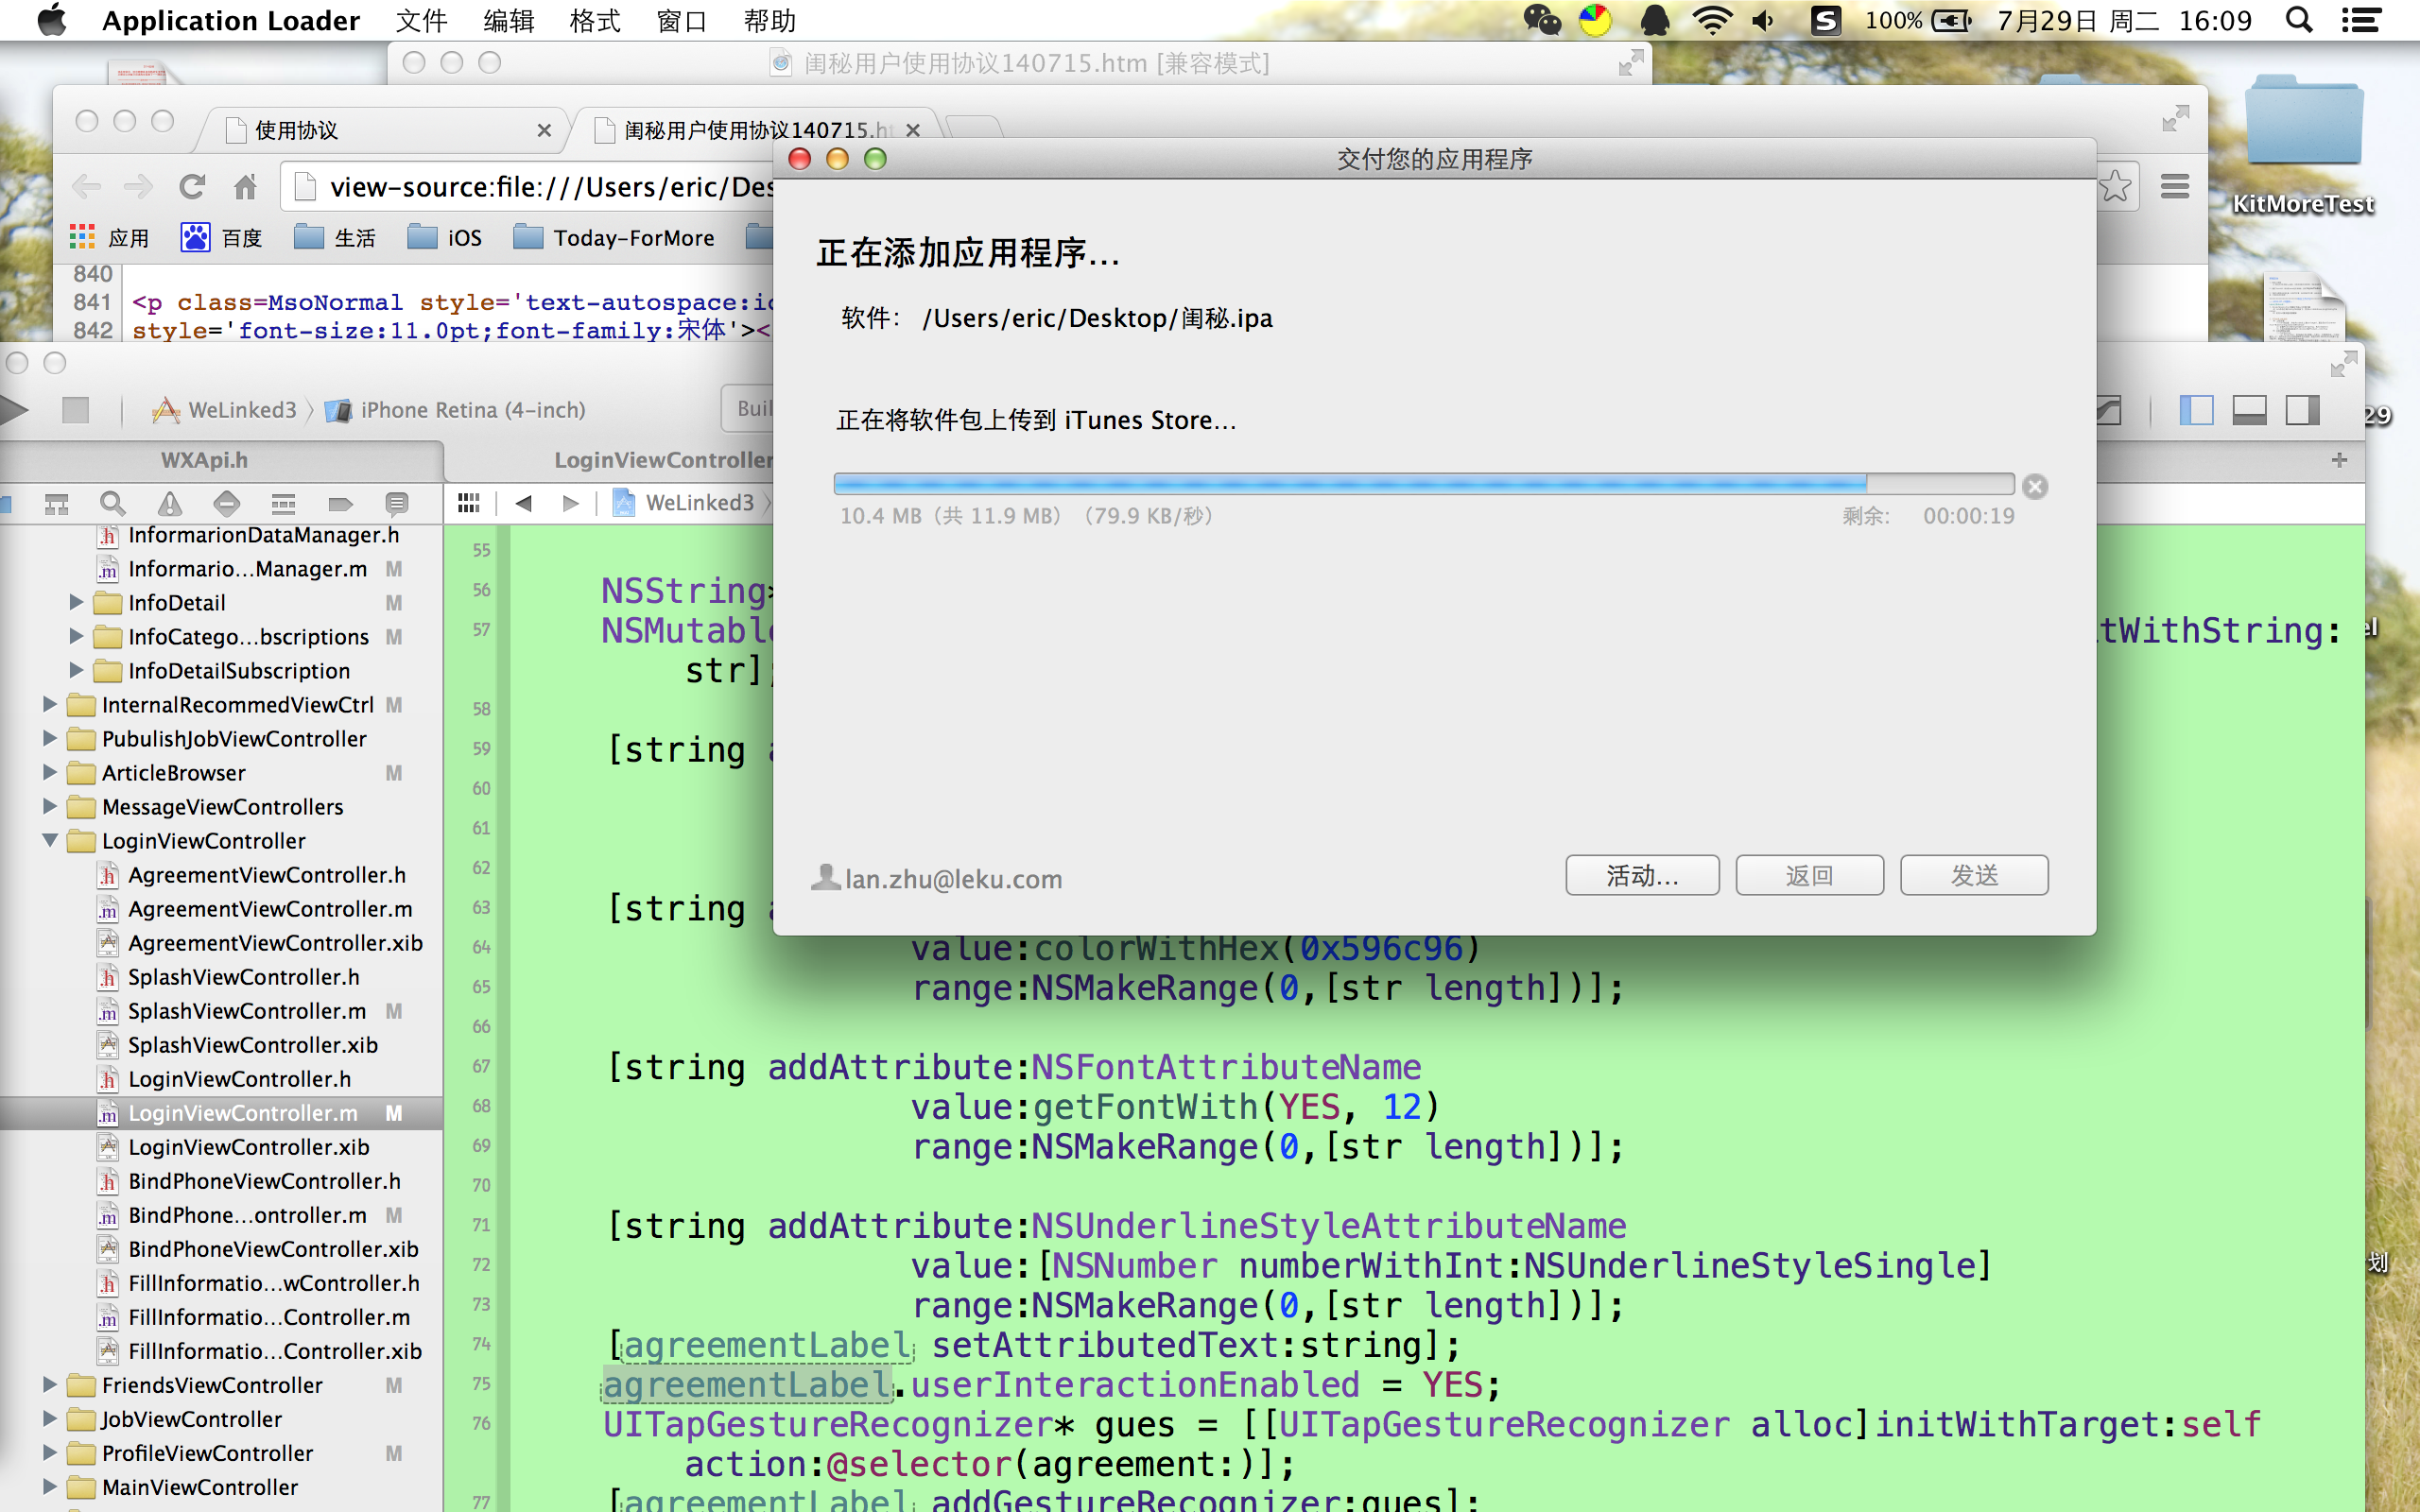 Application Loader 文件 编辑 格式 窗口 帮助 100% 7月29日 周二 16:09
闺秘用户使用协议140715.htm [兼容模式]
使用协议 闺秘用户使用协议140715.ht
view-source:file:///Users/eric/Des
应用 百度 生活 iOS Today-ForMore
840
841 <p class=MsoNormal style='text-autospace:id
842 style='font-size:11.0pt;font-family:宋体'><
KitMoreTest
交付您的应用程序
正在添加应用程序...
软件: /Users/eric/Desktop/闺秘.ipa
正在将软件包上传到 iTunes Store...
10.4 MB（共 11.9 MB）（79.9 KB/秒） 剩余: 00:00:19
lan.zhu@leku.com 活动... 返回 发送
WeLinked3 iPhone Retina (4-inch) Buil
29
WXApi.h LoginViewController
WeLinked3
InformarionDataManager.h
Informario...Manager.m M
InfoDetail M
InfoCatego...bscriptions M
InfoDetailSubscription
InternalRecommedViewCtrl M
PubulishJobViewController
ArticleBrowser M
MessageViewControllers
LoginViewController
AgreementViewController.h
AgreementViewController.m
AgreementViewController.xib
SplashViewController.h
SplashViewController.m M
SplashViewController.xib
LoginViewController.h
LoginViewController.m M
LoginViewController.xib
BindPhoneViewController.h
BindPhone...ontroller.m M
BindPhoneViewController.xib
FillInformatio...wController.h
FillInformatio...Controller.m
FillInformatio...Controller.xib
FriendsViewController M
JobViewController
ProfileViewController M
MainViewController
55
56 NSString*
57 NSMutabl tWithString:
str];
58
59 [string a
60
61
62
63 [string a
64 value:colorWithHex(0x596c96)
65 range:NSMakeRange(0,[str length])];
66
67 [string addAttribute:NSFontAttributeName
68 value:getFontWith(YES, 12)
69 range:NSMakeRange(0,[str length])];
70
71 [string addAttribute:NSUnderlineStyleAttributeName
72 value:[NSNumber numberWithInt:NSUnderlineStyleSingle]
73 range:NSMakeRange(0,[str length])];
74 [agreementLabel setAttributedText:string];
75 agreementLabel.userInteractionEnabled = YES;
76 UITapGestureRecognizer* gues = [[UITapGestureRecognizer alloc]initWithTarget:self
action:@selector(agreement:)];
77 [agreementLabel addGestureRecognizer:gues];
el
划